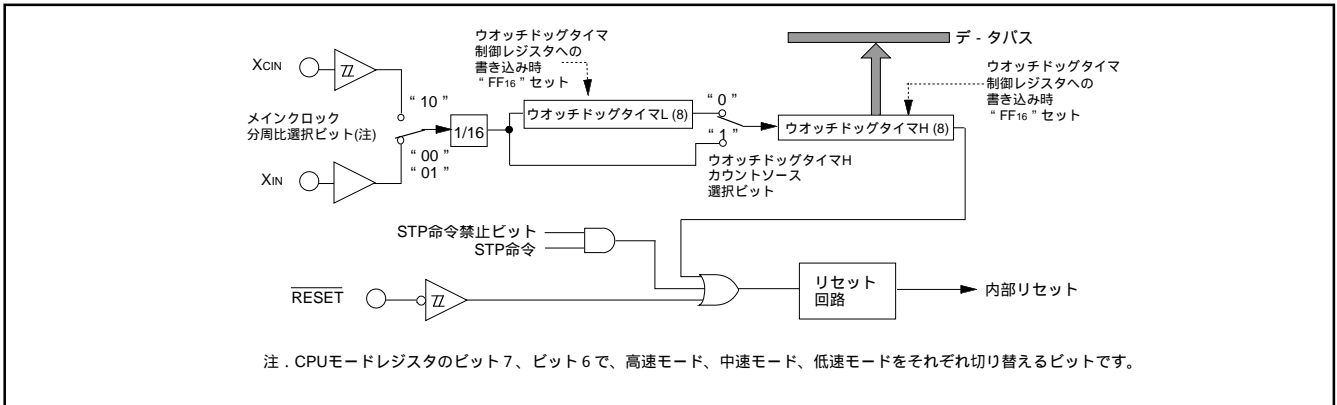 ウオッチドッグタイマ
制御レジスタへの
書き込み時
“ FF16 ” セット
デ - タバス
XCIN
ウオッチドッグタイマ
制御レジスタへの
書き込み時
“ FF16 ” セット
“ 10 ”
“ 0 ”
メインクロック
分周比選択ビット(注)
1/16
ウオッチドッグタイマL (8)
“ 1 ”
ウオッチドッグタイマH (8)
“ 00 ”
“ 01 ”
XIN
ウオッチドッグタイマH
カウントソース
選択ビット
STP命令禁止ビット
STP命令
RESET
リセット
回路
内部リセット
注 . CPUモードレジスタのビット 7 、ビット 6 で、高速モード、中速モード、低速モードをそれぞれ切り替えるビットです。